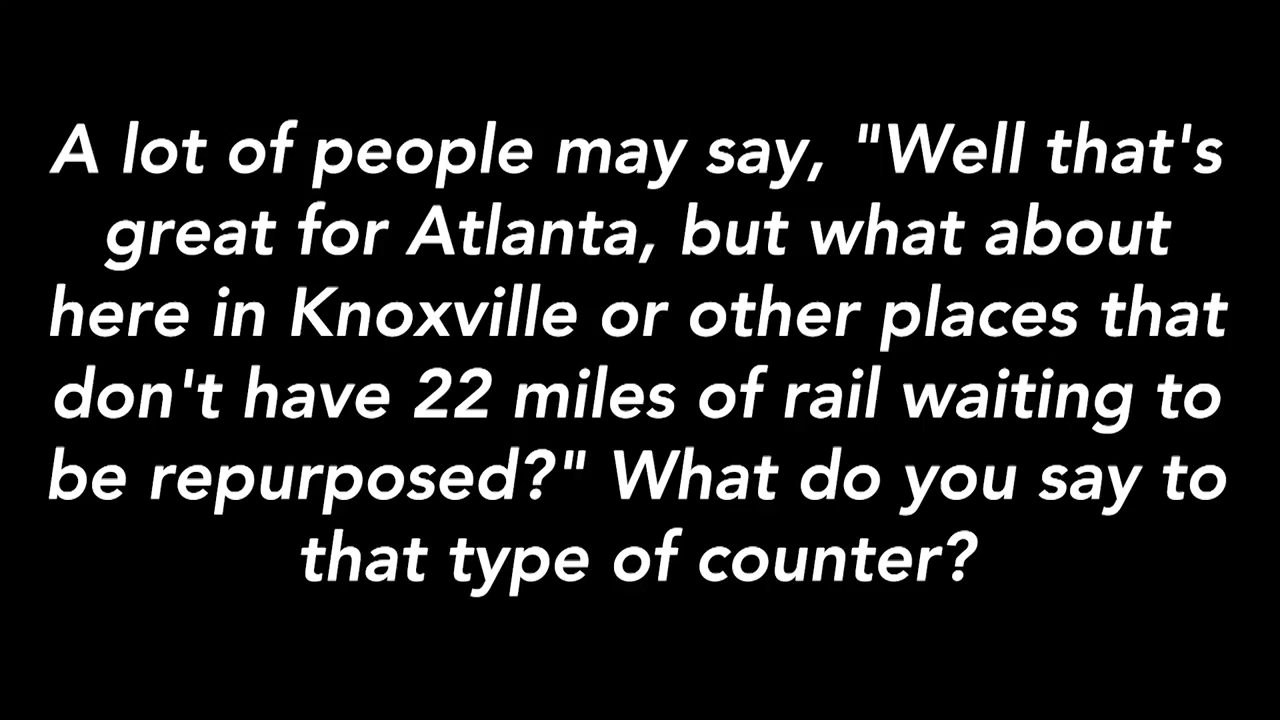 A lot of people may say, "Well that's
great for Atlanta, but what about
here in Knoxville or other places that
don't have 22 miles of rail waiting to
be repurposed?" What do you say to
that type of counter?